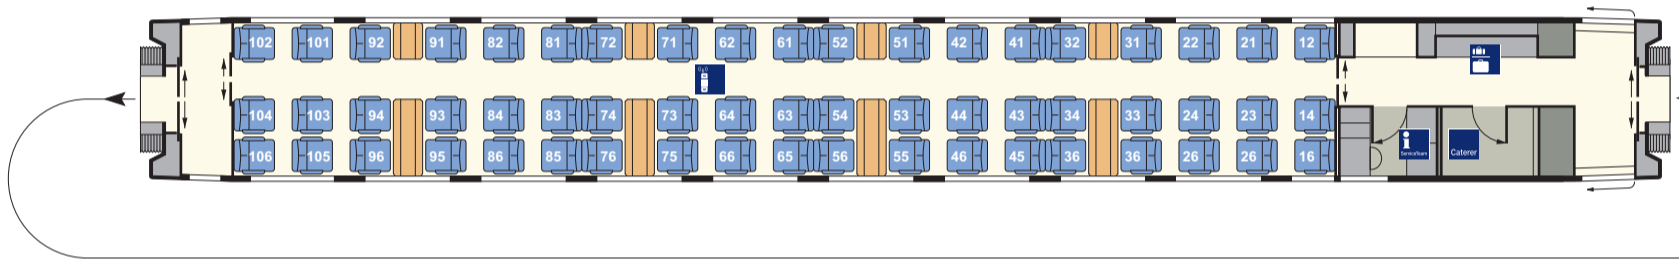 102 101 92 91 82 81 72 71 62 61 52 51 42 41 32 31 22 21 12
104 103 94 93 84 83 74 73 64 63 54 53 44 43 34 33 24 23 14
106 105 96 95 86 85 76 75 66 65 56 55 46 45 36 36 26 26 16
i
ServiceTeam
Caterer